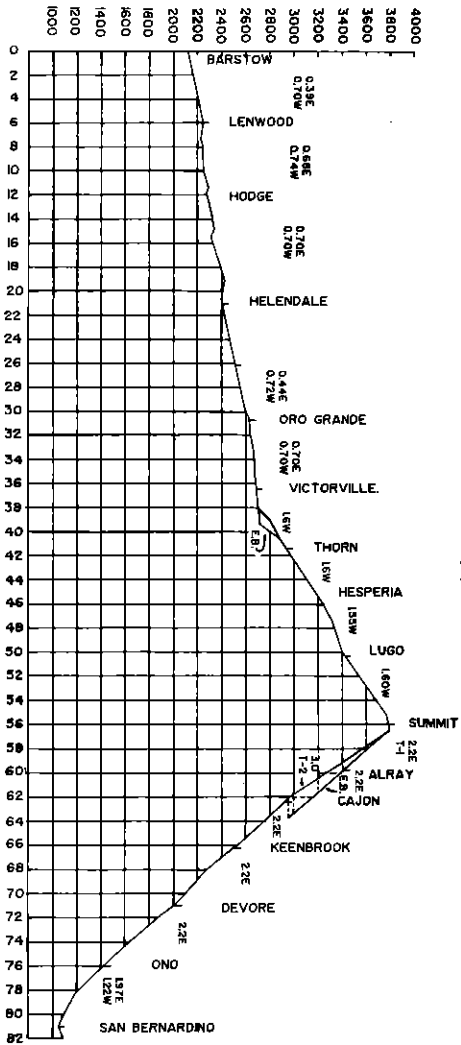 1000 1200 1400 1600 1800 2000 2200 2400 2600 2800 3000 3200 3400 3600 3800 4000
0
BARSTOW
2
0.39E
0.70W
4
6
LENWOOD
8
0.68E
0.74W
10
12
HODGE
14
16
0.70E
0.70W
18
20
HELENDALE
22
24
26
28
0.44E
0.72W
30
ORO GRANDE
32
34
0.70E
0.70W
36
VICTORVILLE.
38
1.6W
40
E.B.
THORN
42
1.6W
44
HESPERIA
46
1.55W
48
50
LUGO
52
1.60W
54
56
SUMMIT
58
2.2E
T-1
60
3.0
T-2
2.2E
E.B.
ALRAY
CAJON
62
64
2.2E
KEENBROOK
66
68
2.2E
70
DEVORE
72
2.2E
74
76
ONO
78
1.97E
1.22W
80
SAN BERNARDINO
82